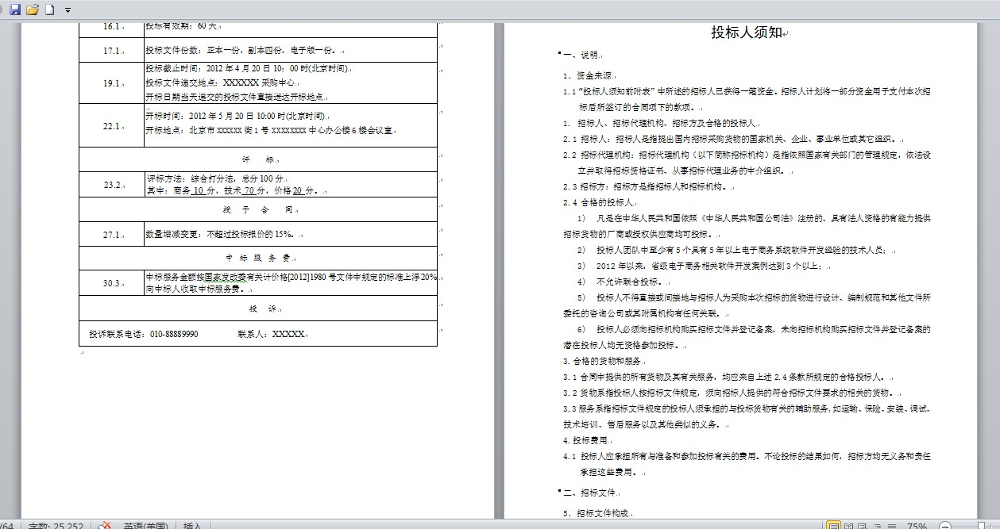 16.1.
投标有效期：60 天.
17.1.
投标文件份数：正本一份，副本四份，电子版一份。
19.1.
投标截止时间：2012 年 4 月 20 日 10：00 时(北京时间).
投标文件递交地点：XXXXXXX 采购中心.
开标日期当天递交的投标文件直接送达开标地点.
22.1.
开标时间：2012 年 5 月 20 日 10:00 时(北京时间).
开标地点：北京市 XXXXXX 街 1 号 XXXXXXXX 中心办公楼 6 楼会议室.
评 标.
23.2.
评标方法：综合打分法，总分 100 分.
其中：商务 10 分，技术 70 分，价格 20 分。
授 予 合 同.
27.1.
数量增减变更：不超过投标报价的 15%。
中 标 服 务 费.
30.3.
中标服务金额按国家发改委有关计价格[2012]1980 号文件中规定的标准上浮 20%
向中标人收取中标服务费。
投 诉.
投诉联系电话：010-88889990 联系人：XXXXX.
投标人须知
一、说明.
1．资金来源.
1.1“投标人须知前附表”中所述的招标人已获得一笔资金。招标人计划将一部分资金用于支付本次招
标后所签订的合同项下的款项。
1. 招标人、招标代理机构、招标方及合格的投标人.
2.1 招标人：招标人是指提出国内招标采购货物的国家机关、企业、事业单位或其它组织。
2.2 招标代理机构：招标代理机构（以下简称招标机构）是指依照国家有关部门的管理规定，依法设
立并取得招标资格证书、从事招标代理业务的中介组织。
2.3 招标方：招标方是指招标人和招标机构。
2.4 合格的投标人.
1） 凡是在中华人民共和国依照《中华人民共和国公司法》注册的、具有法人资格的有能力提供
招标货物的厂商或授权供应商均可投标。
2） 投标人团队中至少有 5 个具有 5 年以上电子商务系统软件开发经验的技术人员；
3） 2012 年以来，省级电子商务相关软件开发案例达到 3 个以上；
4） 不允许联合投标。
5） 投标人不得直接或间接地与招标人为采购本次招标的货物进行设计、编制规范和其他文件所
委托的咨询公司或其附属机构有任何关联。
6） 投标人必须向招标机构购买招标文件并登记备案，未向招标机构购买招标文件并登记备案的
潜在投标人均无资格参加投标。
3.合格的货物和服务.
3.1 合同中提供的所有货物及其有关服务，均应来自上述 2.4 条款所规定的合格投标人。
3.2 货物系指投标人按招标文件规定，须向招标人提供的符合招标文件要求的相关的货物。
3.3 服务系指招标文件规定的投标人须承担的与投标货物有关的辅助服务,如运输、保险、安装、调试、
技术培训、售后服务以及其他类似的义务。
4.投标费用.
4.1 投标人应承担所有与准备和参加投标有关的费用。不论投标的结果如何，招标方均无义务和责任
承担这些费用。
二、招标文件.
5．招标文件构成.
/64 字数: 25,252 英语(美国) 插入 75%